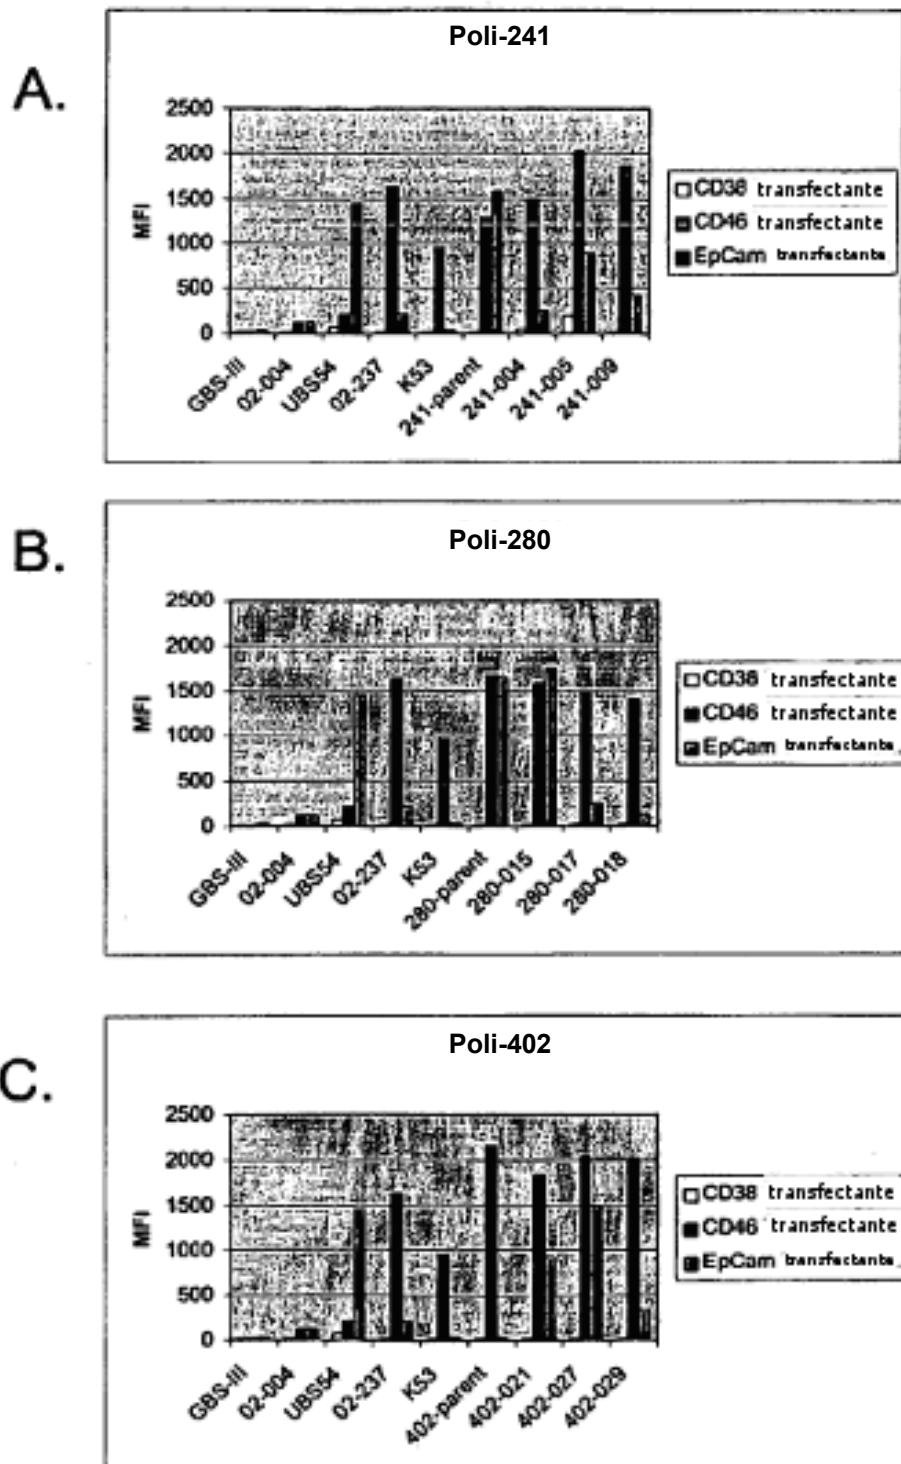 A.
Poli-241
2500
2000
1500
1000
500
0
MFI
GBS-III
02-004
UBS54
02-237
K53
241-parent
241-004
241-005
241-009
CD38 transfectante
CD46 transfectante
EpCam transfectante
B.
Poli-280
2500
2000
1500
1000
500
0
MFI
GBS-III
02-004
UBS54
02-237
K53
280-parent
280-015
280-017
280-018
CD38 transfectante
CD46 transfectante
EpCam transfectante.
C.
Poli-402
2500
2000
1500
1000
500
0
MFI
GBS-III
02-004
UBS54
02-237
K53
402-parent
402-021
402-027
402-029
CD38 transfectante
CD46 transfectante
EpCam transfectante.